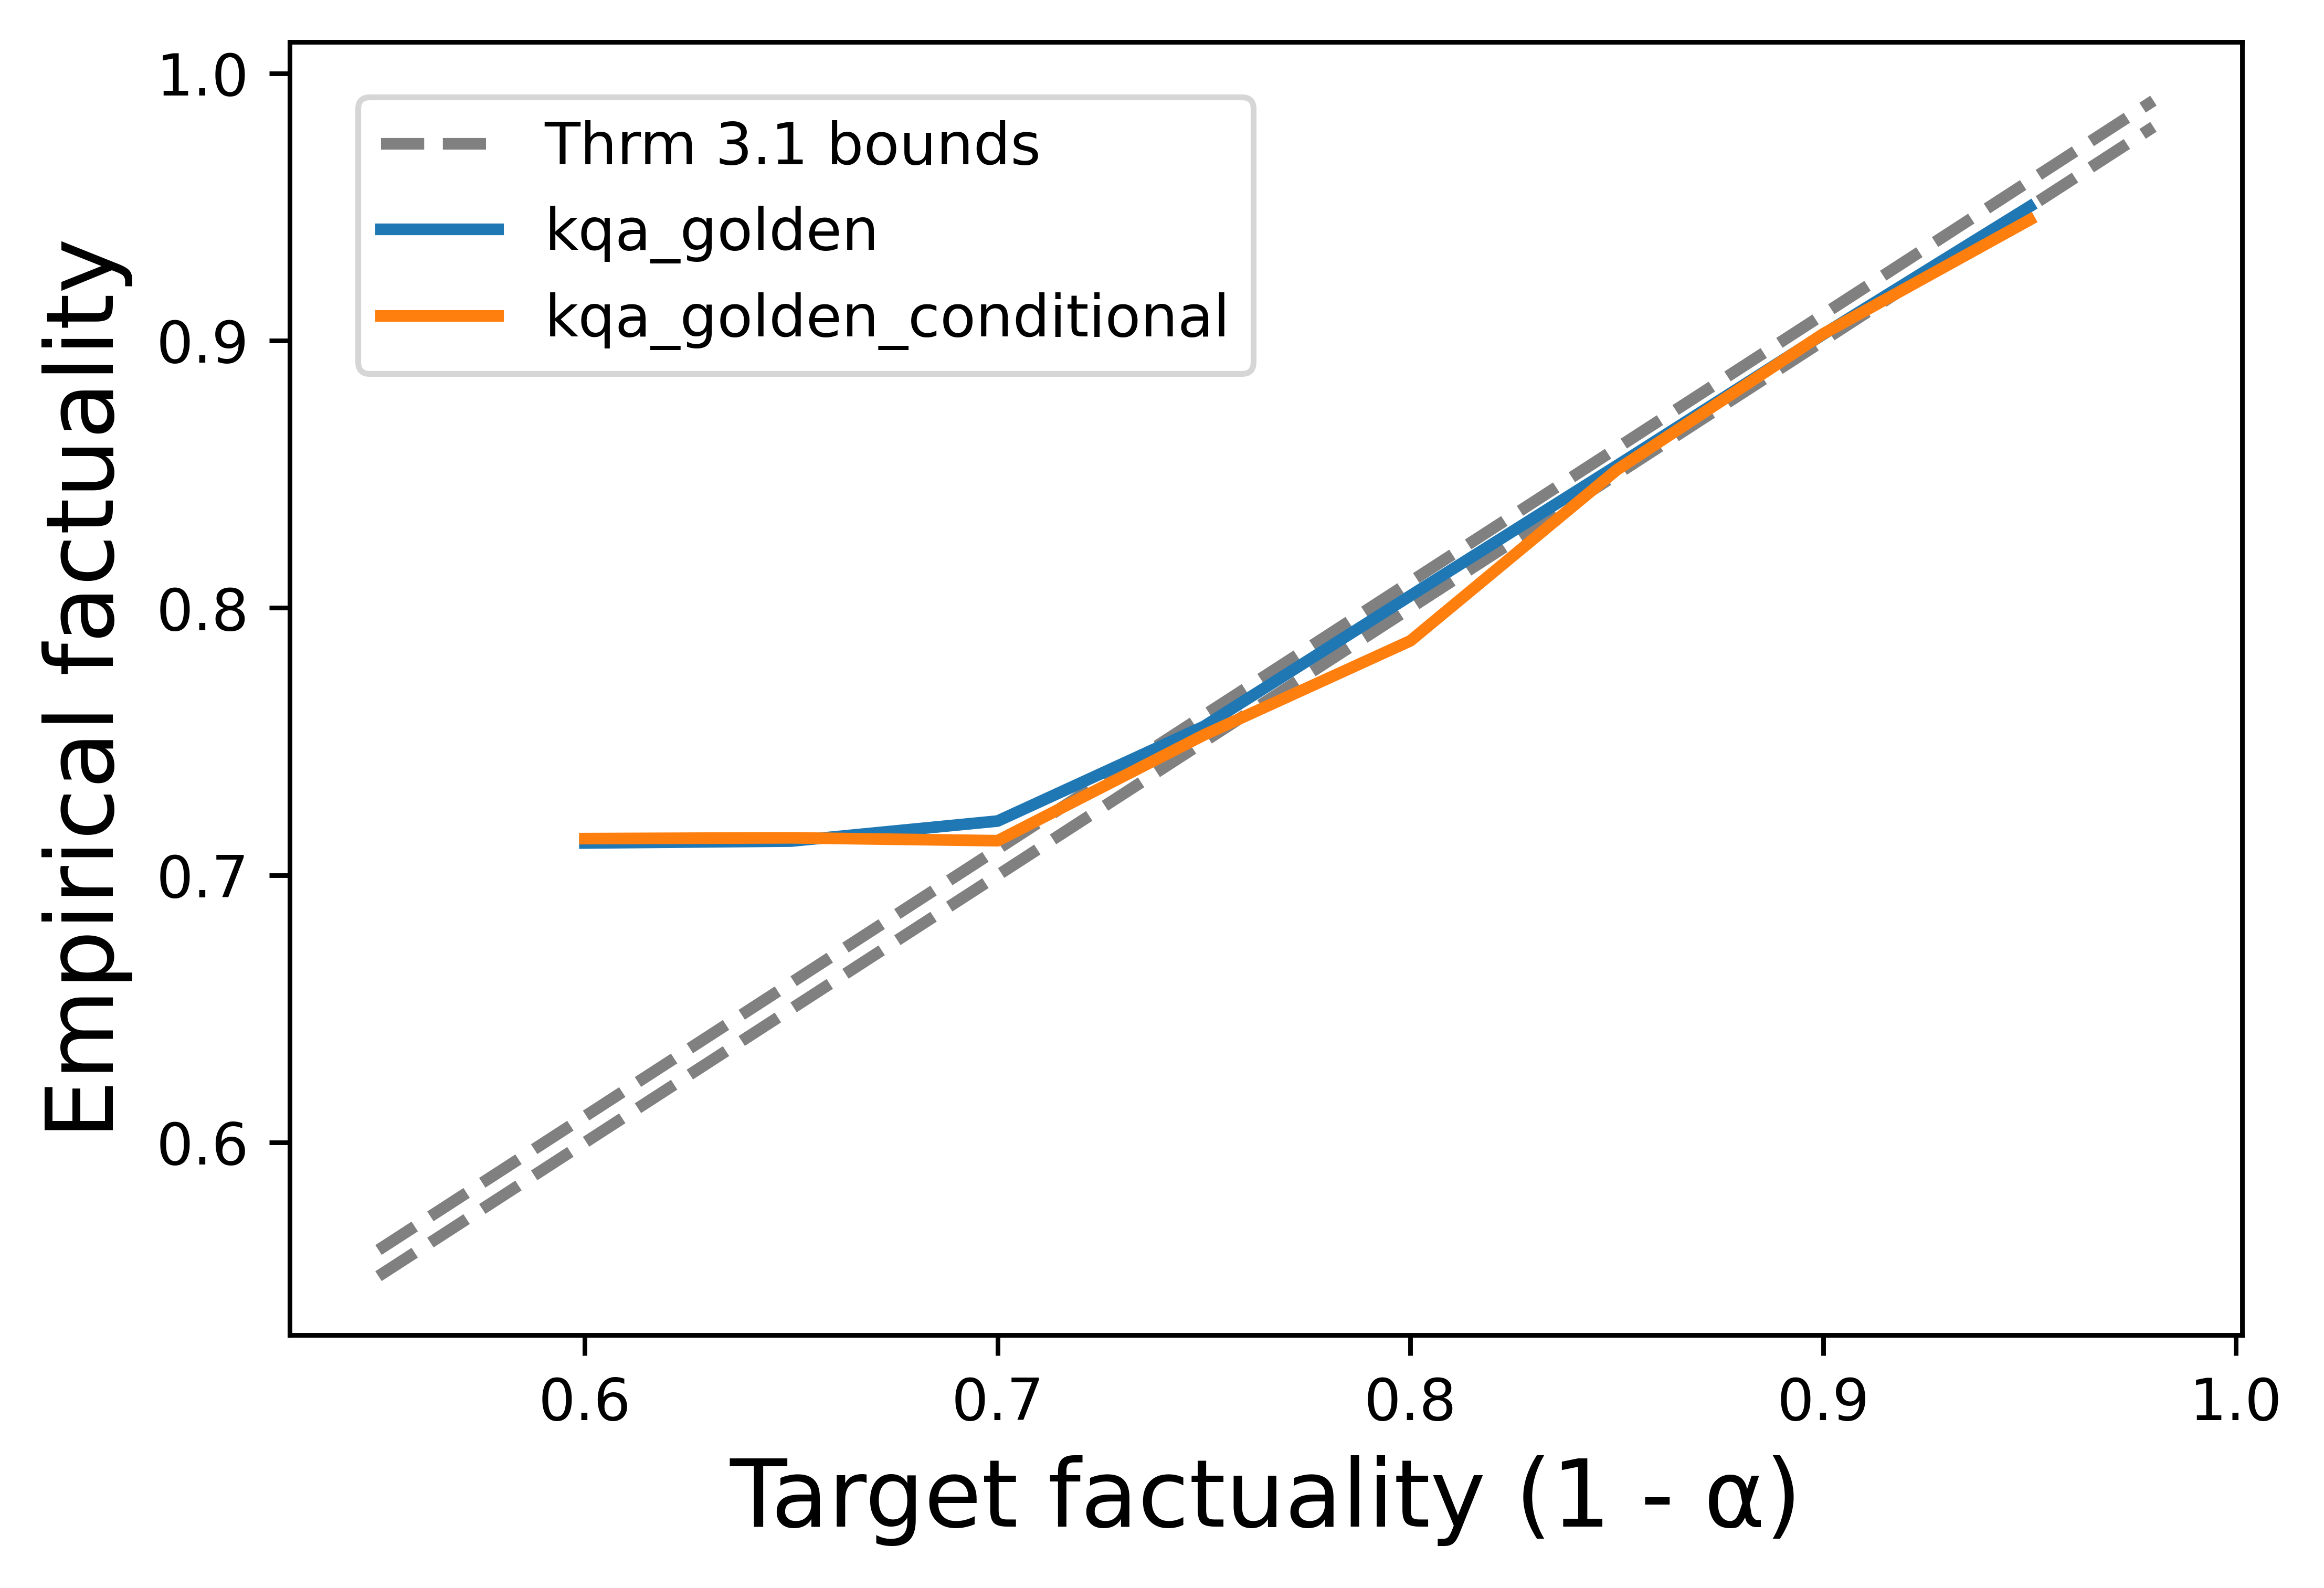 1.0
0.9
0.8
0.7
0.6
Empirical factuality
Thrm 3.1 bounds
kqa_golden
kqa_golden_conditional
0.6 0.7 0.8 0.9 1.0
Target factuality (1 - α)